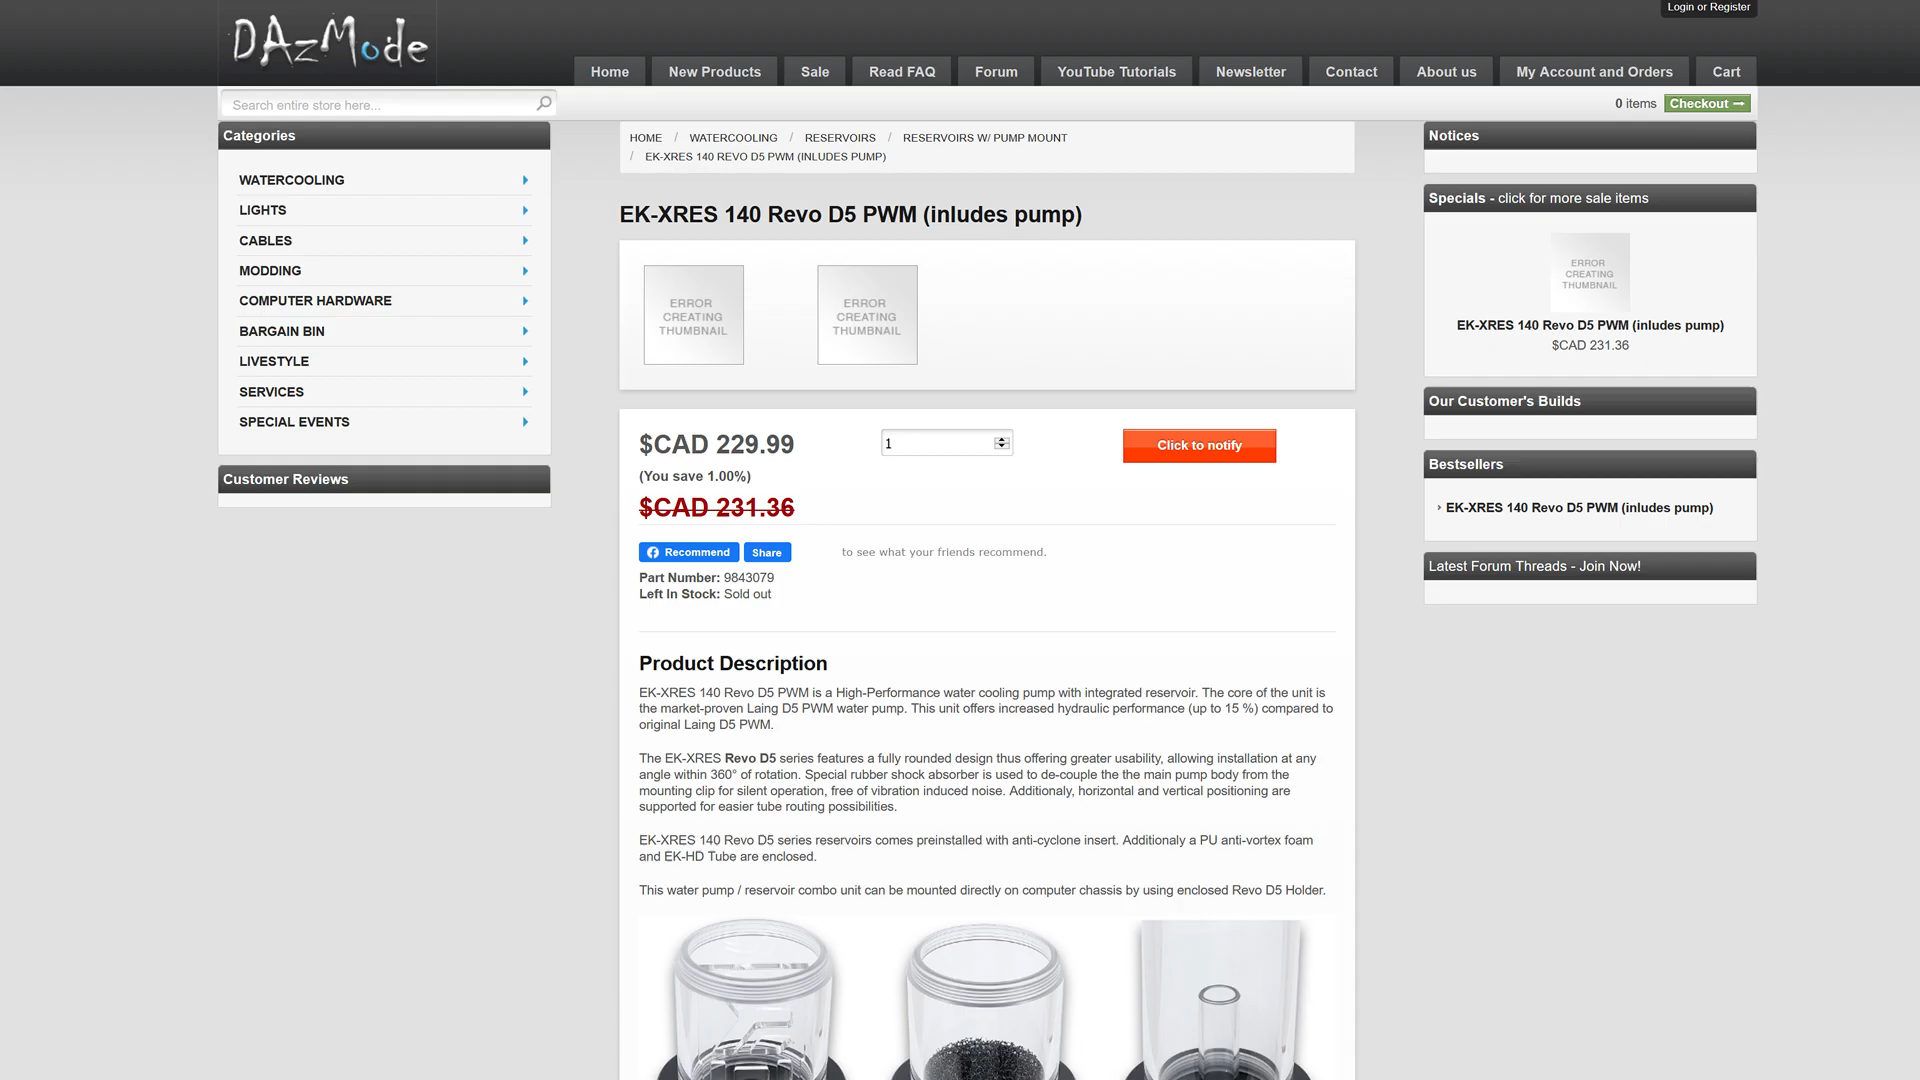 Login or Register
DAzMode
Home
New Products
Sale
Read FAQ
Forum
YouTube Tutorials
Newsletter
Contact
About us
My Account and Orders
Cart
Search entire store here...
0 items
Checkout →
Categories
WATERCOOLING
LIGHTS
CABLES
MODDING
COMPUTER HARDWARE
BARGAIN BIN
LIVESTYLE
SERVICES
SPECIAL EVENTS
Customer Reviews
HOME / WATERCOOLING / RESERVOIRS / RESERVOIRS W/ PUMP MOUNT
/ EK-XRES 140 REVO D5 PWM (INLUDES PUMP)
EK-XRES 140 Revo D5 PWM (inludes pump)
ERROR
CREATING
THUMBNAIL
ERROR
CREATING
THUMBNAIL
$CAD 229.99
1
Click to notify
(You save 1.00%)
$CAD 231.36
Recommend
Share
to see what your friends recommend.
Part Number: 9843079
Left In Stock: Sold out
Product Description
EK-XRES 140 Revo D5 PWM is a High-Performance water cooling pump with integrated reservoir. The core of the unit is
the market-proven Laing D5 PWM water pump. This unit offers increased hydraulic performance (up to 15 %) compared to
original Laing D5 PWM.
The EK-XRES Revo D5 series features a fully rounded design thus offering greater usability, allowing installation at any
angle within 360° of rotation. Special rubber shock absorber is used to de-couple the the main pump body from the
mounting clip for silent operation, free of vibration induced noise. Additionaly, horizontal and vertical positioning are
supported for easier tube routing possibilities.
EK-XRES 140 Revo D5 series reservoirs comes preinstalled with anti-cyclone insert. Additionaly a PU anti-vortex foam
and EK-HD Tube are enclosed.
This water pump / reservoir combo unit can be mounted directly on computer chassis by using enclosed Revo D5 Holder.
Notices
Specials - click for more sale items
ERROR
CREATING
THUMBNAIL
EK-XRES 140 Revo D5 PWM (inludes pump)
$CAD 231.36
Our Customer's Builds
Bestsellers
EK-XRES 140 Revo D5 PWM (inludes pump)
Latest Forum Threads - Join Now!